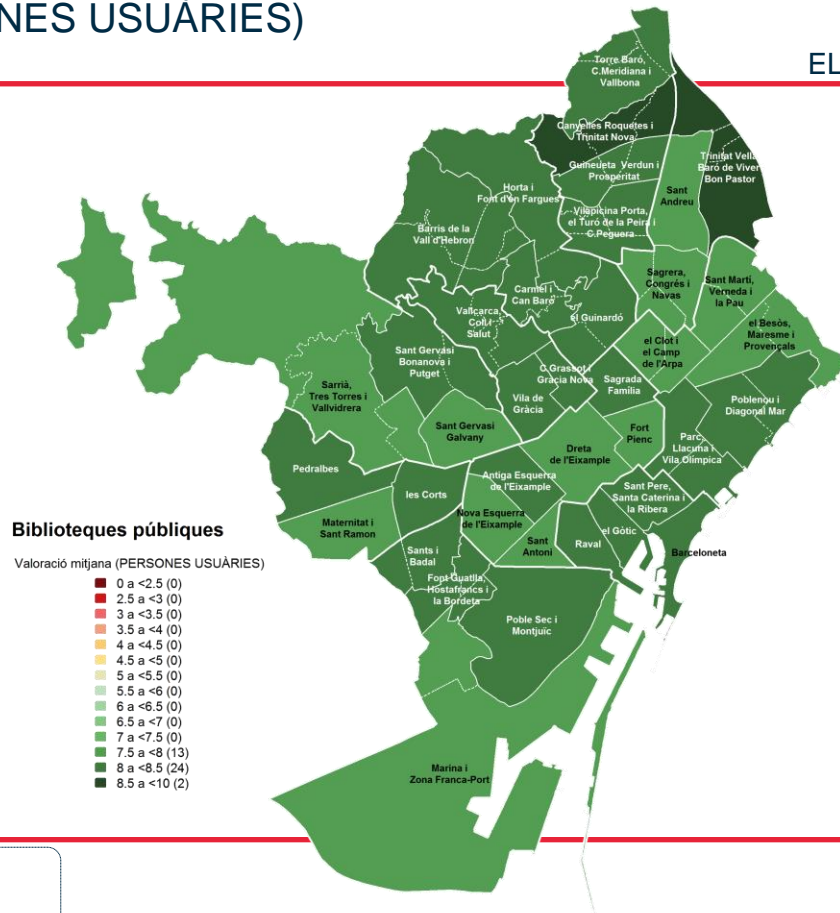 NES USUÀRIES)
EL
Torre Baró,
C.Meridiana i
Vallbona
Canyelles Roquetes i
Trinitat Nova
Guineueta Verdun i
Prosperitat
Trinitat Vella
Baró de Viver
Bon Pastor
Sant
Andreu
Horta i
Font d'en Fargues
Vilapicina Porta,
el Turó de la Peira i
C.Peguera
Barris de la
Vall d'Hebron
Carmel i
Can Baró
Sagrera,
Congrés i
Navas
Sant Martí,
Verneda i
la Pau
Vallcarca,
Coll i
Salut
el Guinardó
el Besòs,
Maresme i
Provençals
Sant Gervasi
Bonanova i
Putget
el Clot i
el Camp
de l'Arpa
Sarrià,
Tres Torres i
Vallvidrera
C.Grassot i
Gràcia Nova
Sagrada
Família
Vila de
Gràcia
Poblenou i
Diagonal Mar
Sant Gervasi
Galvany
Fort
Pienc
Parc,
Llacuna i
Vila Olímpica
Dreta
de l'Eixample
Pedralbes
les Corts
Antiga Esquerra
de l'Eixample
Sant Pere,
Santa Caterina i
la Ribera
Maternitat i
Sant Ramon
Nova Esquerra
de l'Eixample
Sant
Antoni
Raval
el Gòtic
Barceloneta
Sants i
Badal
Font Guatlla,
Hostafrancs i
la Bordeta
Poble Sec i
Montjuïc
Marina i
Zona Franca-Port
Biblioteques públiques
Valoració mitjana (PERSONES USUÀRIES)
0 a <2.5 (0)
2.5 a <3 (0)
3 a <3.5 (0)
3.5 a <4 (0)
4 a <4.5 (0)
4.5 a <5 (0)
5 a <5.5 (0)
5.5 a <6 (0)
6 a <6.5 (0)
6.5 a <7 (0)
7 a <7.5 (0)
7.5 a <8 (13)
8 a <8.5 (24)
8.5 a <10 (2)